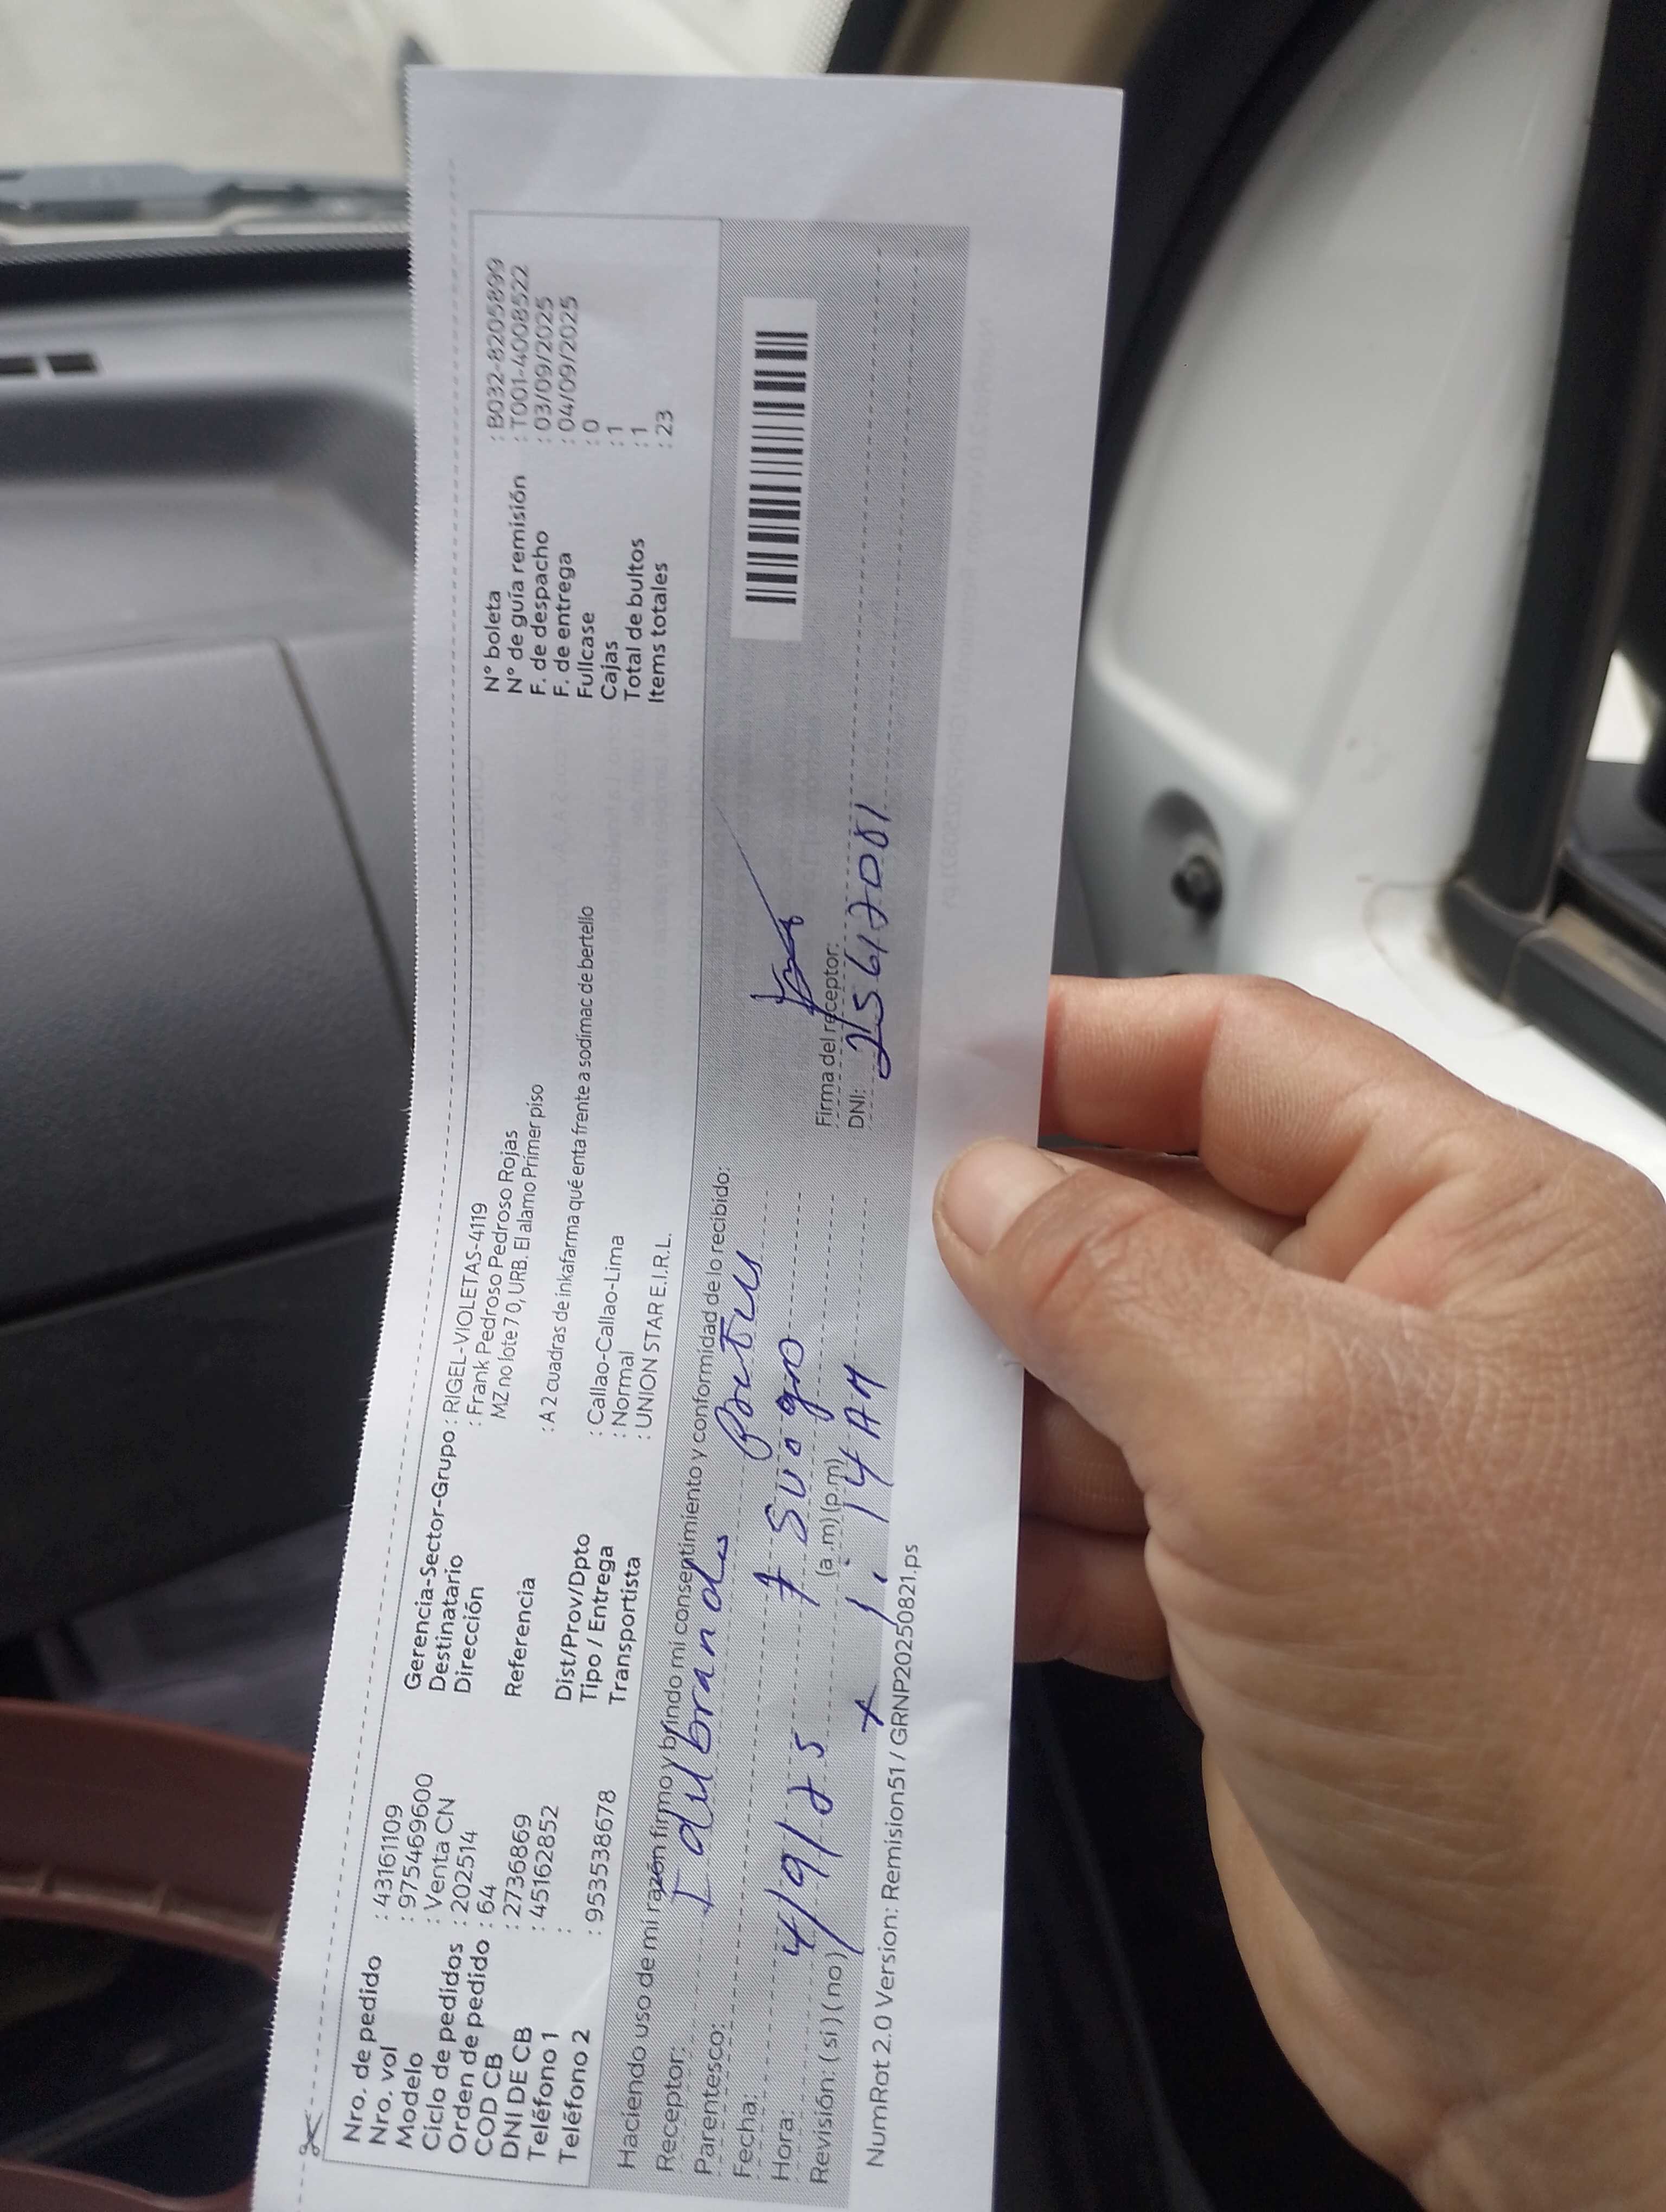 Nro. de pedido : 43161109
Nro. vol : 9754469600
Modelo : Venta CN
Ciclo de pedidos : 202514
Orden de pedido : 64
COD CB : 2736869
DNI DE CB : 45162852
Teléfono 1 :
Teléfono 2 : 953538678
Gerencia-Sector-Grupo : RIGEL-VIOLETAS-4119
Destinatario : Frank Pedroso Pedroso Rojas
Dirección MZ no lote 7 0, URB. El alamo Primer piso
Referencia : A 2 cuadras de inkafarma qué enta frente a sodimac de bertello
Dist/Prov/Dpto : Callao-Callao-Lima
Tipo / Entrega : Normal
Transportista : UNION STAR E.I.R.L.
N° boleta : B032-8205899
N° de guía remisión : T001-4008522
F. de despacho : 03/09/2025
F. de entrega : 04/09/2025
Fullcase : 0
Cajas : 1
Total de bultos : 1
Items totales : 23
Haciendo uso de mi razón firmo y brindo mi consentimiento y conformidad de lo recibido:
Receptor:
Parentesco: Suogro
Fecha: 4/9/25
Hora: (a.m) (p.m) 14 AM
Revisión: (si) (no)
Firma del receptor:
DNI: 25612081
NumRot 2.0 Version: Remision51 / GRNP20250821.ps